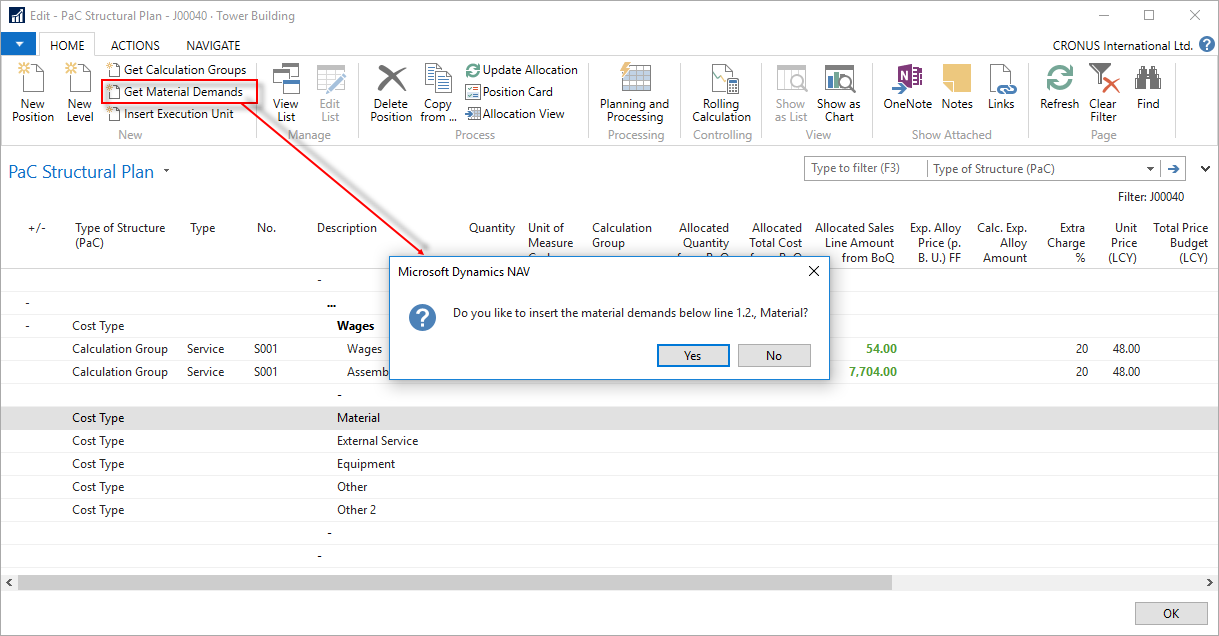 Edit - PaC Structural Plan - J00040 · Tower Building
HOME ACTIONS NAVIGATE CRONUS International Ltd. ?
New Position
New Level
Get Calculation Groups
Get Material Demands
Insert Execution Unit
New
View List
Edit List
Manage
Delete Position
Copy from ...
Update Allocation
Position Card
Allocation View
Process
Planning and Processing
Processing
Rolling Calculation
Controlling
Show as List
Show as Chart
View
OneNote
Notes
Links
Show Attached
Refresh
Clear Filter
Find
Page
PaC Structural Plan
Type to filter (F3) Type of Structure (PaC)
Filter: J00040
+/- Type of Structure (PaC) Type No. Description Quantity Unit of Measure Calculation Group Allocated Quantity Allocated Total Cost Allocated Sales Line Amount from BoQ Exp. Alloy Price (p. B. U.) FF Calc. Exp. Alloy Amount Extra Charge % Unit Price (LCY) Total Price Budget (LCY)
-
- ...
- Cost Type Wages
Calculation Group Service S001 Wages 54.00 20 48.00
Calculation Group Service S001 Assemb 7,704.00 20 48.00
-
Cost Type Material
Cost Type External Service
Cost Type Equipment
Cost Type Other
Cost Type Other 2
-
-
Microsoft Dynamics NAV
? Do you like to insert the material demands below line 1.2., Material?
Yes No
OK